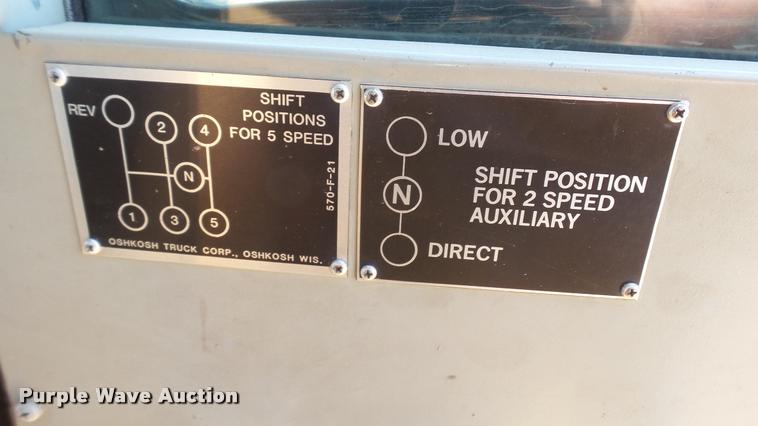 SHIFT
POSITIONS
FOR 5 SPEED
REV
2 4
N
1 3 5
570-F-21
OSHKOSH TRUCK CORP., OSHKOSH WIS.
LOW
N
DIRECT
SHIFT POSITION
FOR 2 SPEED
AUXILIARY
Purple Wave Auction